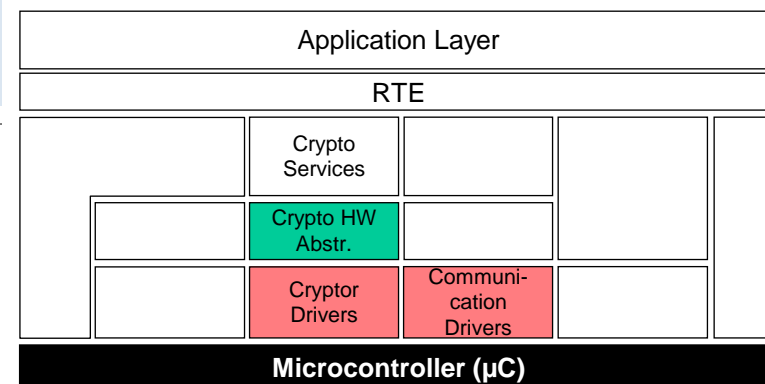 Application Layer
RTE
Crypto
Services
Crypto HW
Abstr.
Cryptor
Drivers
Communi-
cation
Drivers
Microcontroller (µC)